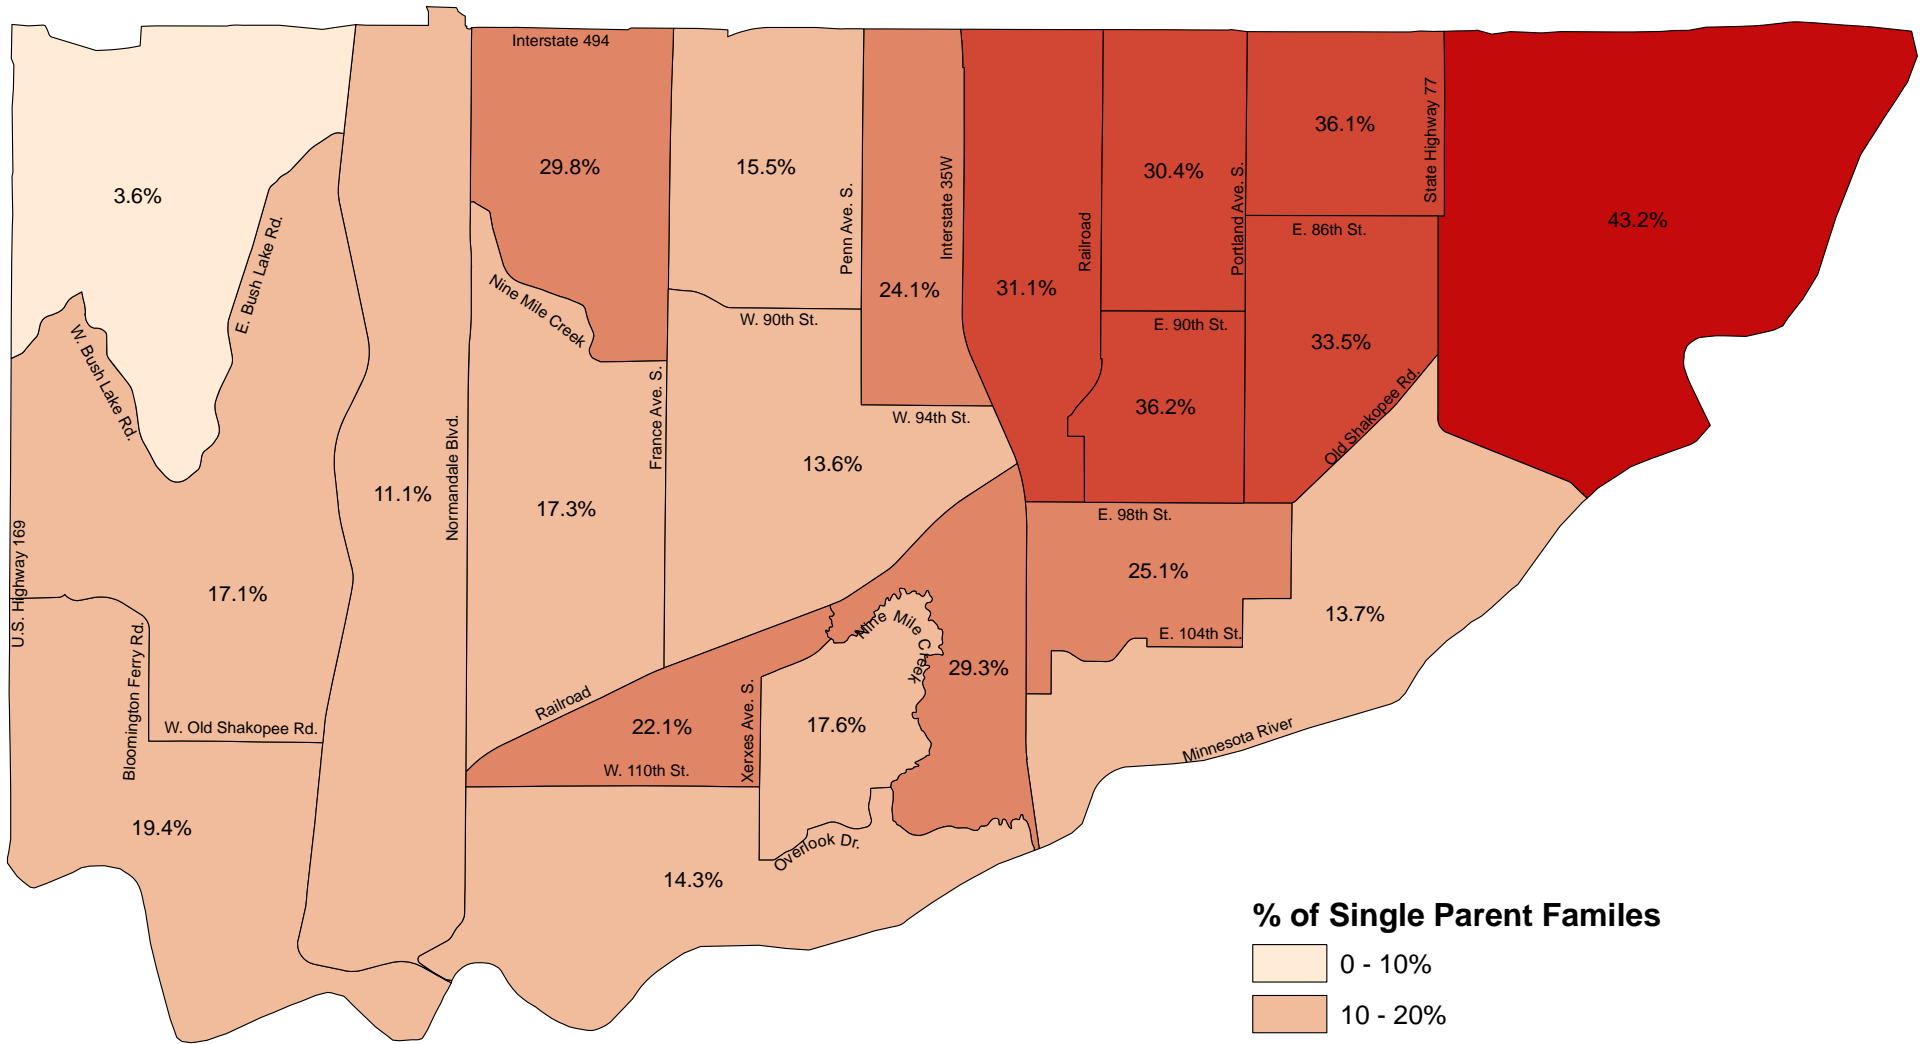 Interstate 494
29.8%
15.5%
3.6%
Penn Ave. S.
Interstate 35W
24.1%
31.1%
Railroad
30.4%
Portland Ave. S.
36.1%
State Highway 77
E. 86th St.
43.2%
E. Bush Lake Rd.
W. Bush Lake Rd.
Nine Mile Creek
W. 90th St.
E. 90th St.
33.5%
France Ave. S.
W. 94th St.
36.2%
Old Shakopee Rd.
Normandale Blvd.
11.1%
17.3%
13.6%
E. 98th St.
25.1%
13.7%
E. 104th St.
U.S. Highway 169
17.1%
Bloomington Ferry Rd.
W. Old Shakopee Rd.
Nine Mile Creek
29.3%
Railroad
22.1%
Xerxes Ave. S.
17.6%
W. 110th St.
Minnesota River
19.4%
Overlook Dr.
14.3%
% of Single Parent Familes
0 - 10%
10 - 20%